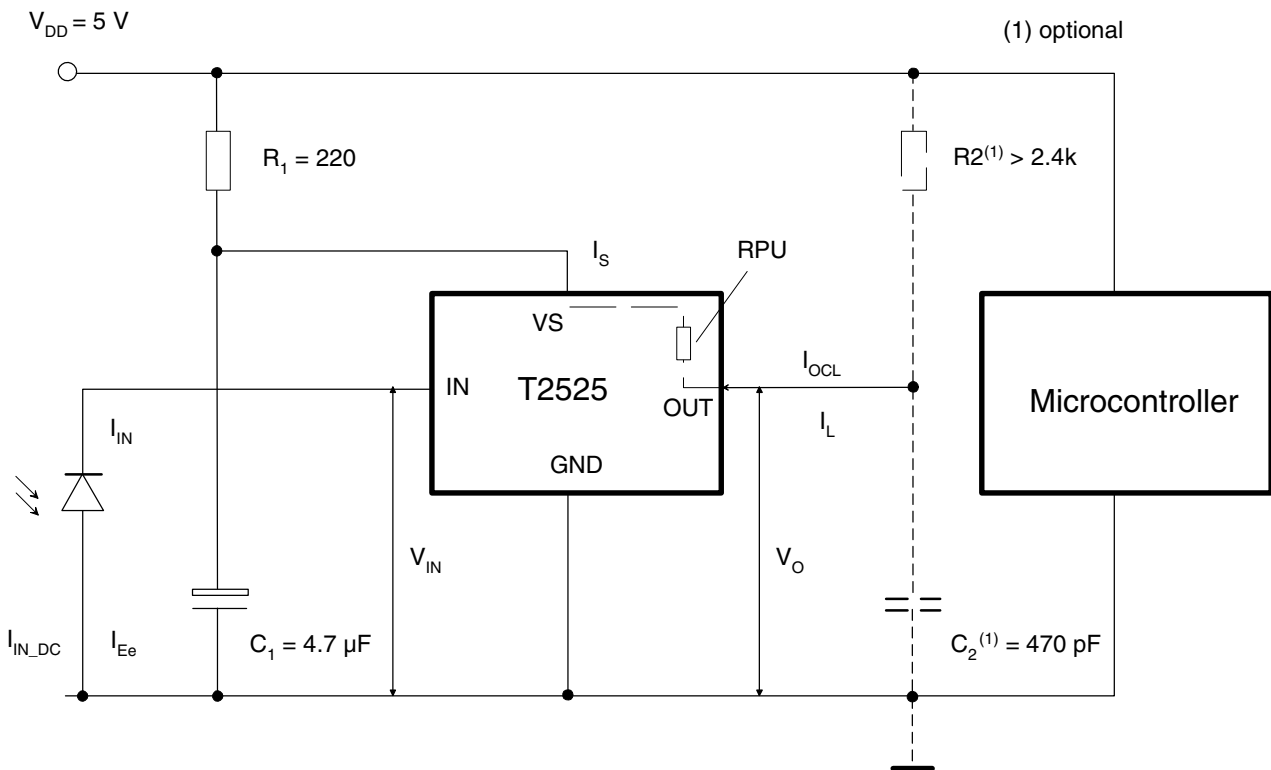 V_DD = 5 V
(1) optional
R_1 = 220
R2^(1) > 2.4k
I_S
RPU
VS
I_OCL
IN
T2525
OUT
Microcontroller
I_IN
I_L
GND
V_IN
V_O
I_IN_DC
I_Ee
C_1 = 4.7 µF
C_2^(1) = 470 pF